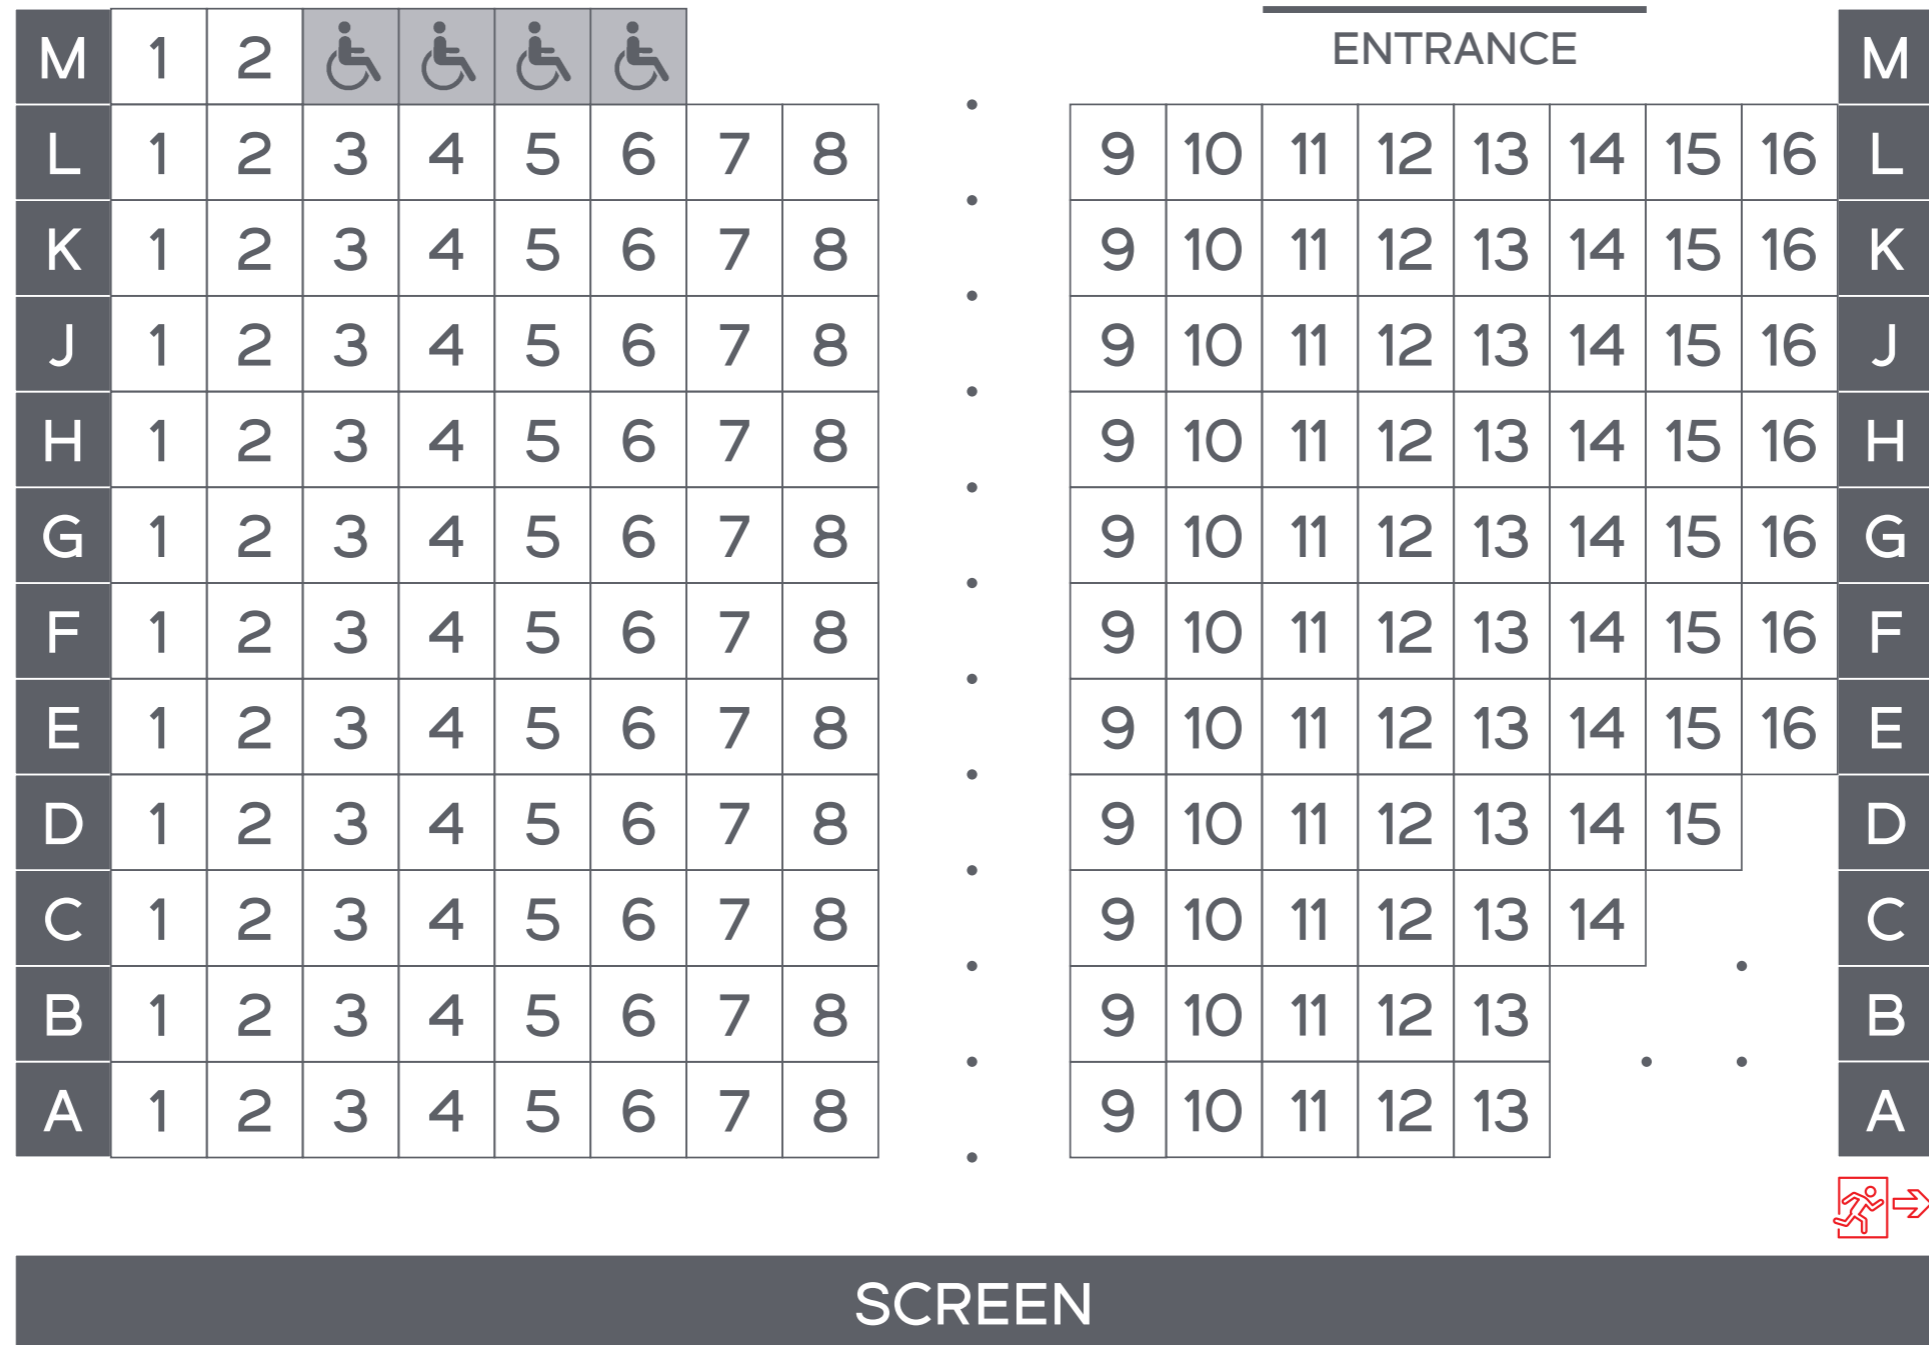 M 1 2 ENTRANCE M
L 1 2 3 4 5 6 7 8 9 10 11 12 13 14 15 16 L
K 1 2 3 4 5 6 7 8 9 10 11 12 13 14 15 16 K
J 1 2 3 4 5 6 7 8 9 10 11 12 13 14 15 16 J
H 1 2 3 4 5 6 7 8 9 10 11 12 13 14 15 16 H
G 1 2 3 4 5 6 7 8 9 10 11 12 13 14 15 16 G
F 1 2 3 4 5 6 7 8 9 10 11 12 13 14 15 16 F
E 1 2 3 4 5 6 7 8 9 10 11 12 13 14 15 16 E
D 1 2 3 4 5 6 7 8 9 10 11 12 13 14 15 D
C 1 2 3 4 5 6 7 8 9 10 11 12 13 14 C
B 1 2 3 4 5 6 7 8 9 10 11 12 13 B
A 1 2 3 4 5 6 7 8 9 10 11 12 13 A
SCREEN